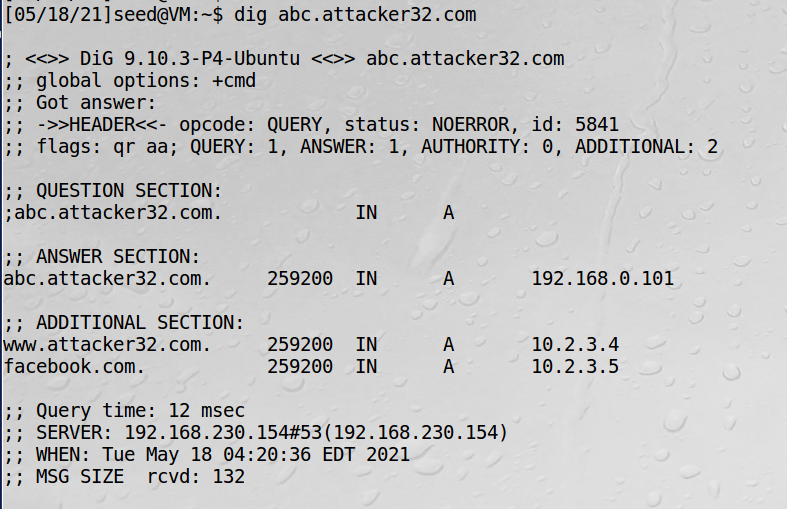 [05/18/21]seed@VM:~$ dig abc.attacker32.com
; <<>> DiG 9.10.3-P4-Ubuntu <<>> abc.attacker32.com
;; global options: +cmd
;; Got answer:
;; ->>HEADER<<- opcode: QUERY, status: NOERROR, id: 5841
;; flags: qr aa; QUERY: 1, ANSWER: 1, AUTHORITY: 0, ADDITIONAL: 2
;; QUESTION SECTION:
;abc.attacker32.com. IN A
;; ANSWER SECTION:
abc.attacker32.com. 259200 IN A 192.168.0.101
;; ADDITIONAL SECTION:
www.attacker32.com. 259200 IN A 10.2.3.4
facebook.com. 259200 IN A 10.2.3.5
;; Query time: 12 msec
;; SERVER: 192.168.230.154#53(192.168.230.154)
;; WHEN: Tue May 18 04:20:36 EDT 2021
;; MSG SIZE rcvd: 132